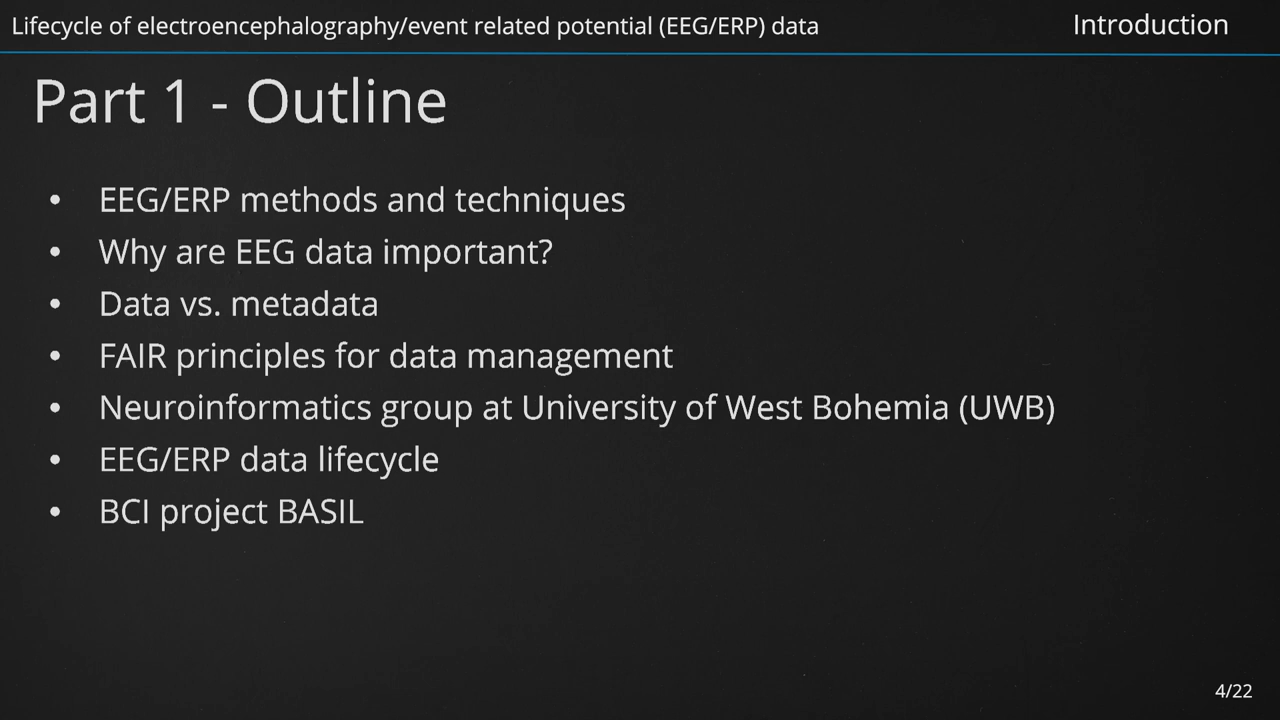 Lifecycle of electroencephalography/event related potential (EEG/ERP) data
Introduction
Part 1 - Outline
• EEG/ERP methods and techniques
• Why are EEG data important?
• Data vs. metadata
• FAIR principles for data management
• Neuroinformatics group at University of West Bohemia (UWB)
• EEG/ERP data lifecycle
• BCI project BASIL
4/22